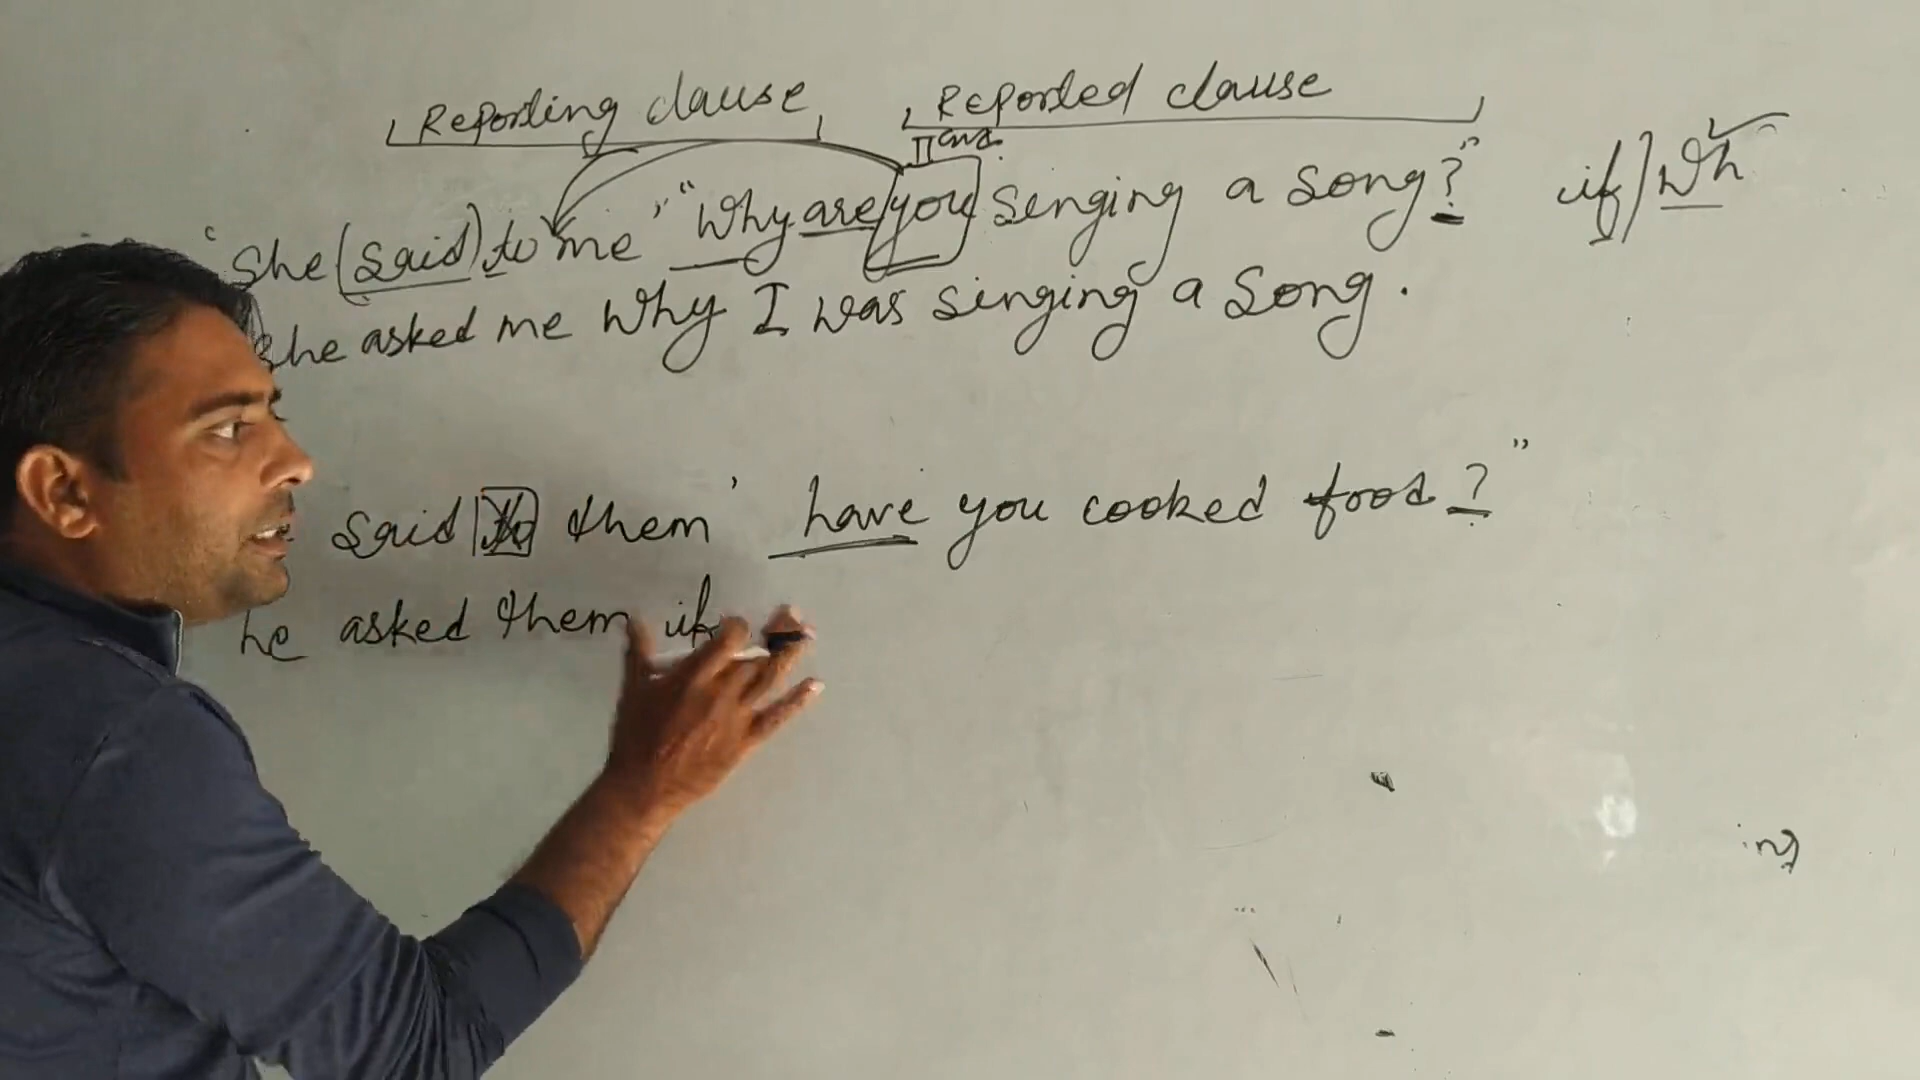 Reporting clause Reported clause
II
She (said) to me, "Why are you singing a song?" if/wh
she asked me why I was singing a song.
said to them' have you cooked food?"
he asked them if
ing